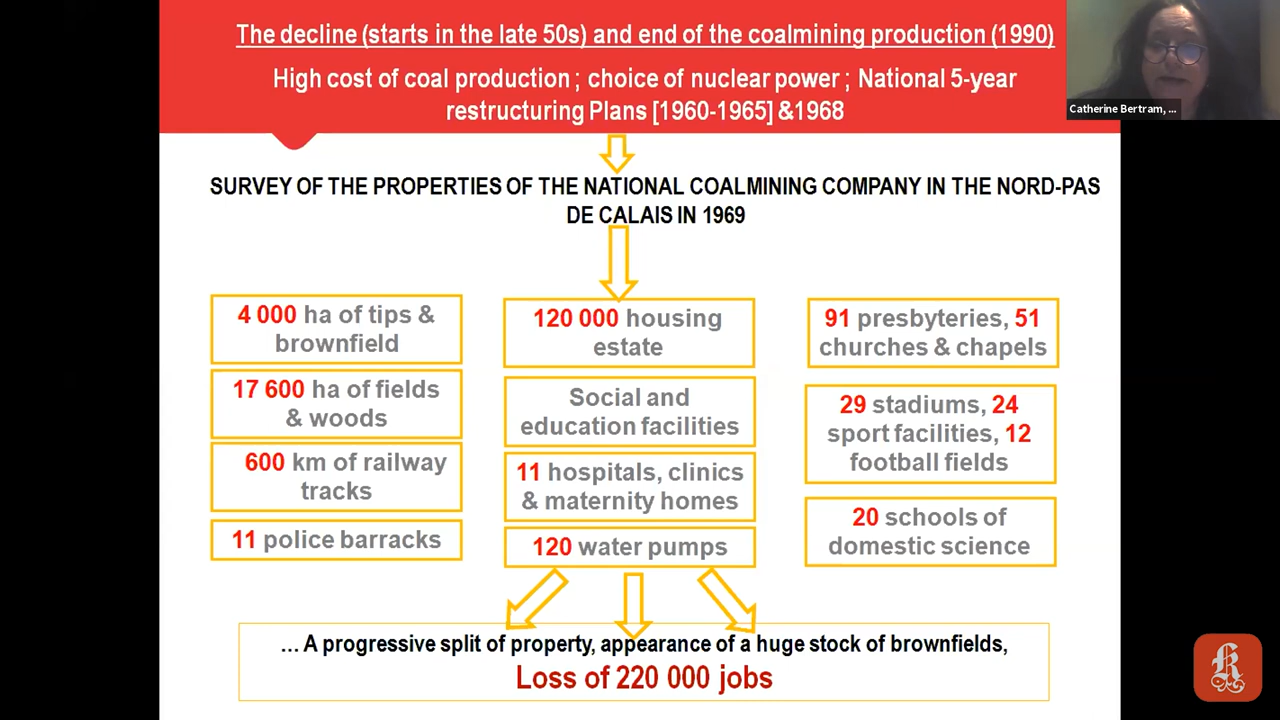 The decline (starts in the late 50s) and end of the coalmining production (1990)
High cost of coal production ; choice of nuclear power ; National 5-year
restructuring Plans [1960-1965] &1968
Catherine Bertram, ...
SURVEY OF THE PROPERTIES OF THE NATIONAL COALMINING COMPANY IN THE NORD-PAS
DE CALAIS IN 1969
4 000 ha of tips &
brownfield
17 600 ha of fields
& woods
600 km of railway
tracks
11 police barracks
120 000 housing
estate
Social and
education facilities
11 hospitals, clinics
& maternity homes
120 water pumps
91 presbyteries, 51
churches & chapels
29 stadiums, 24
sport facilities, 12
football fields
20 schools of
domestic science
... A progressive split of property, appearance of a huge stock of brownfields,
Loss of 220 000 jobs